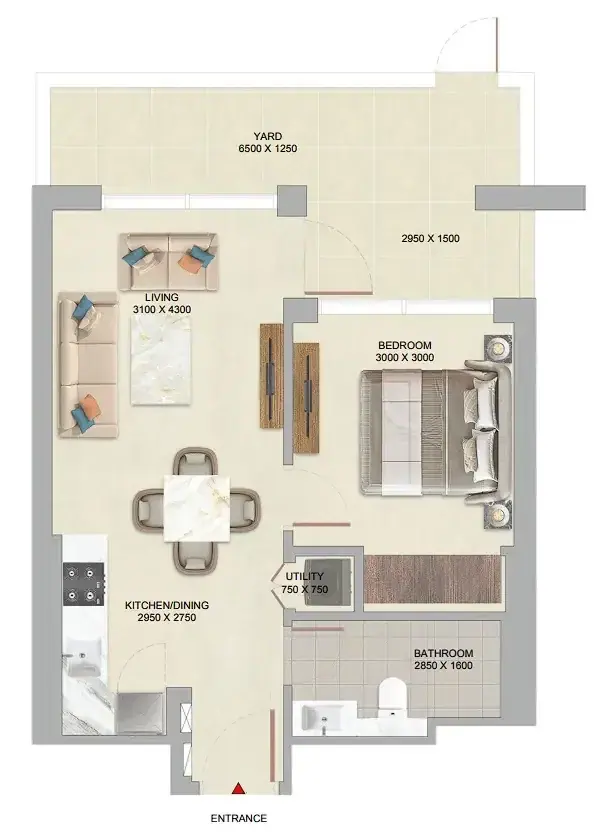 YARD
6500 X 1250
2950 X 1500
LIVING
3100 X 4300
BEDROOM
3000 X 3000
UTILITY
750 X 750
KITCHEN/DINING
2950 X 2750
BATHROOM
2850 X 1600
ENTRANCE